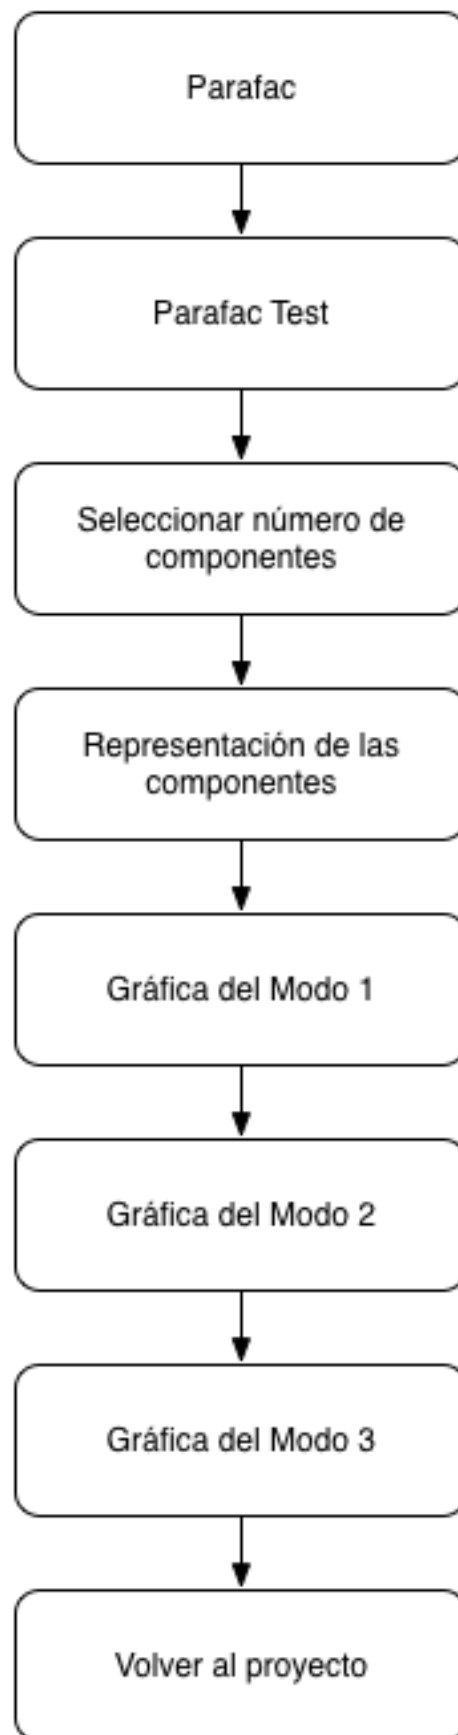 Parafac
Parafac Test
Seleccionar número de
componentes
Representación de las
componentes
Gráfica del Modo 1
Gráfica del Modo 2
Gráfica del Modo 3
Volver al proyecto